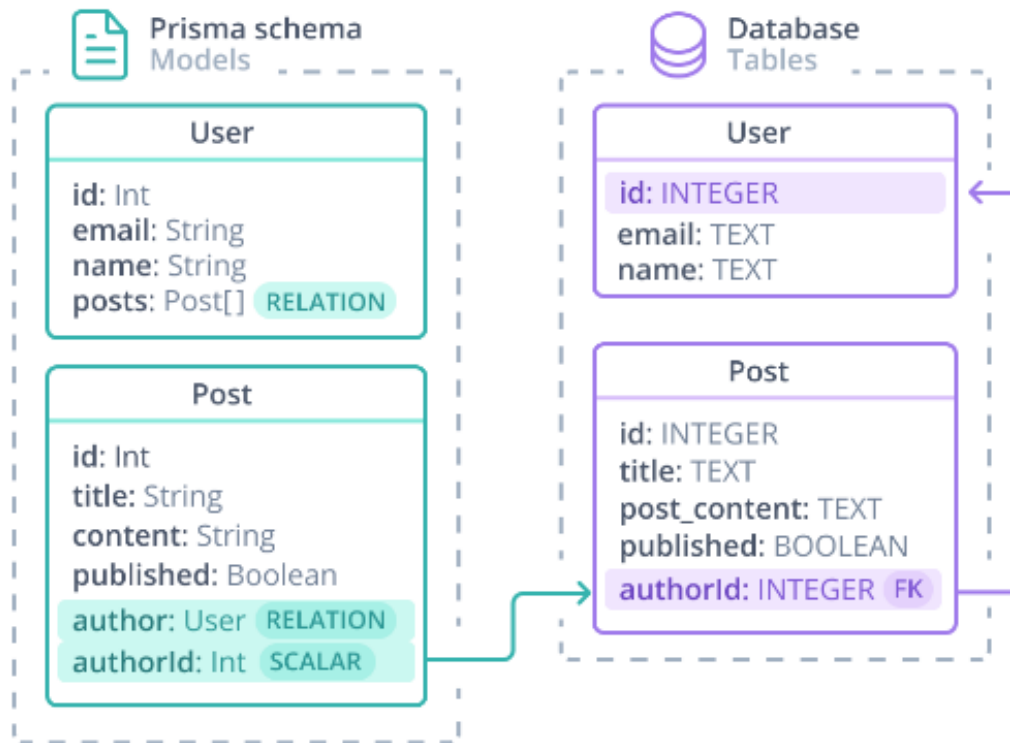 Prisma schema
Models
User
id: Int
email: String
name: String
posts: Post[] RELATION
Post
id: Int
title: String
content: String
published: Boolean
author: User RELATION
authorId: Int SCALAR
Database
Tables
User
id: INTEGER
email: TEXT
name: TEXT
Post
id: INTEGER
title: TEXT
post_content: TEXT
published: BOOLEAN
authorId: INTEGER FK